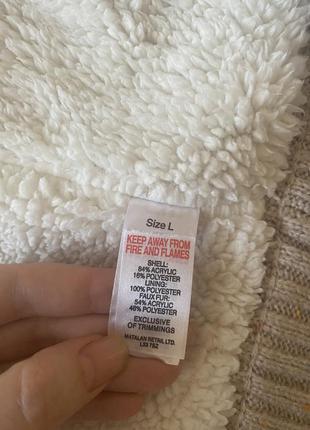 Size L
KEEP AWAY FROM
FIRE AND FLAMES
SHELL:
84% ACRYLIC
16% POLYESTER
LINING:
100% POLYESTER
FAUX FUR:
54% ACRYLIC
46% POLYESTER
EXCLUSIVE
OF TRIMMINGS
MATALAN RETAIL LTD.
L33 7SZ